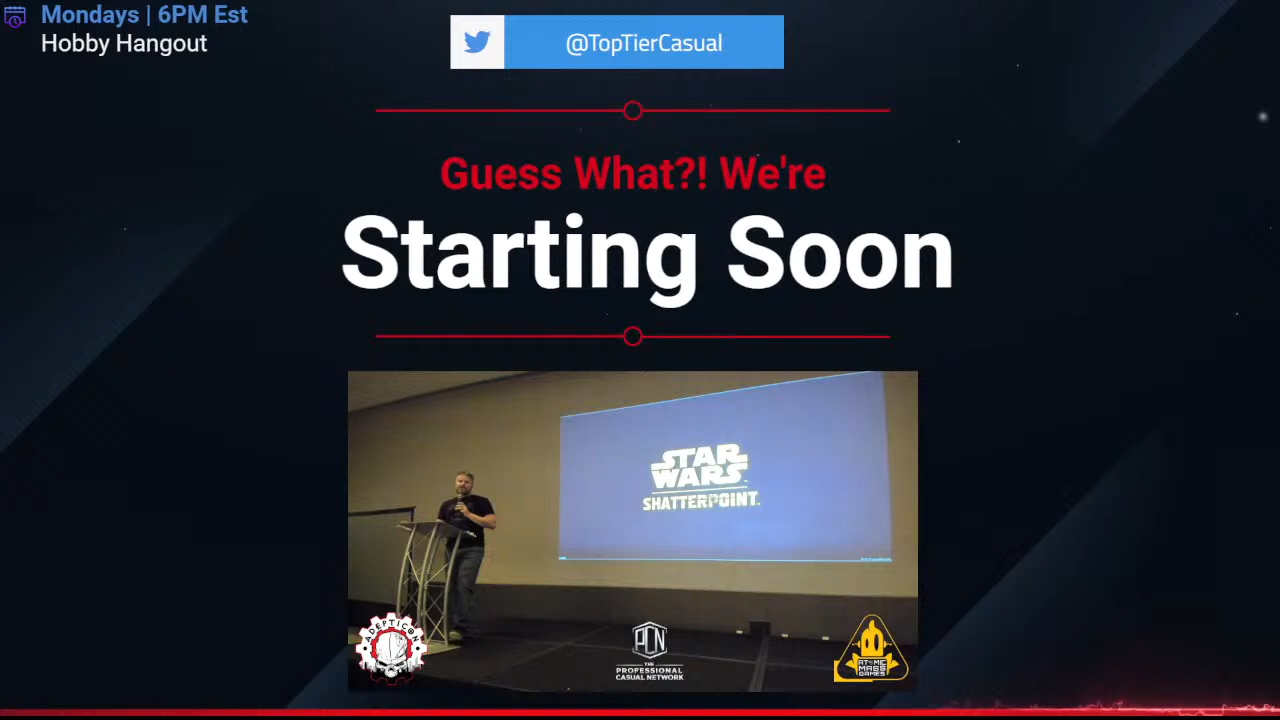 Mondays | 6PM Est
Hobby Hangout
@TopTierCasual
Guess What?! We're
Starting Soon
STAR
WARS
SHATTERPOINT
ADEPTICON
PCN
THE
PROFESSIONAL
CASUAL NETWORK
ATOMIC
MASS
GAMES